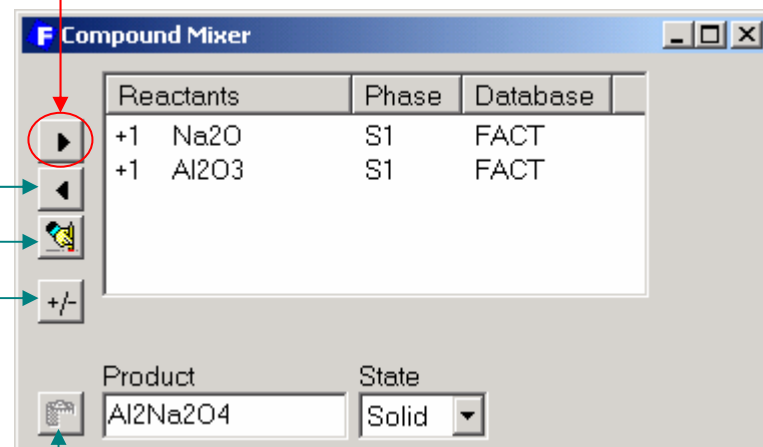 F Compound Mixer
Reactants Phase Database
+1 Na2O S1 FACT
+1 Al2O3 S1 FACT
+/-
Product State
Al2Na2O4 Solid